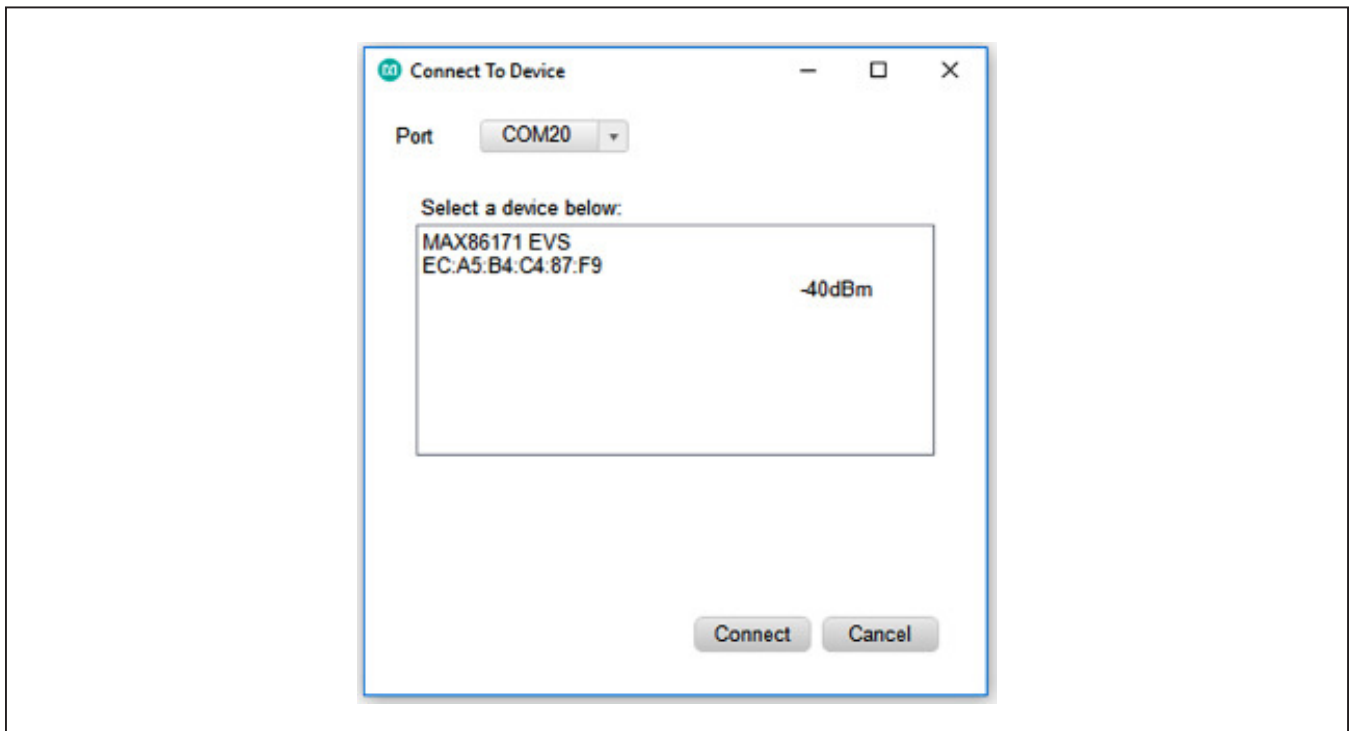 Connect To Device
Port COM20
Select a device below:
MAX86171 EVS
EC:A5:B4:C4:87:F9
-40dBm
Connect Cancel